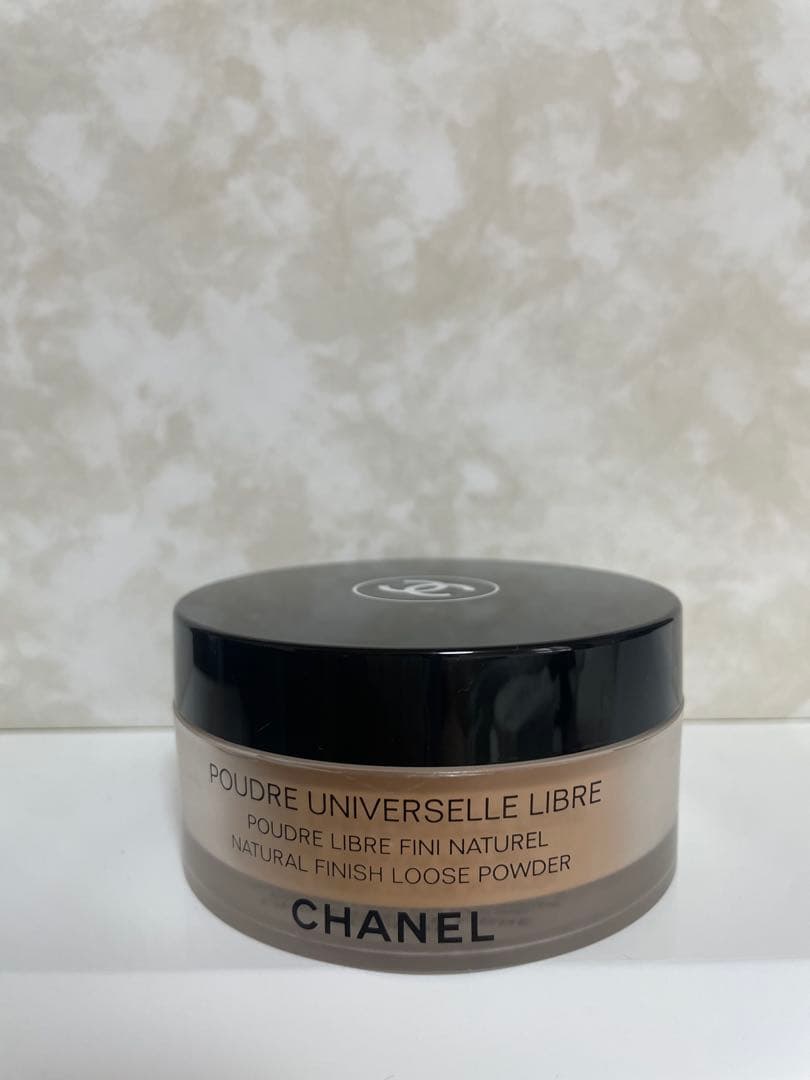 POUDRE UNIVERSELLE LIBRE
POUDRE LIBRE FINI NATUREL
NATURAL FINISH LOOSE POWDER
CHANEL